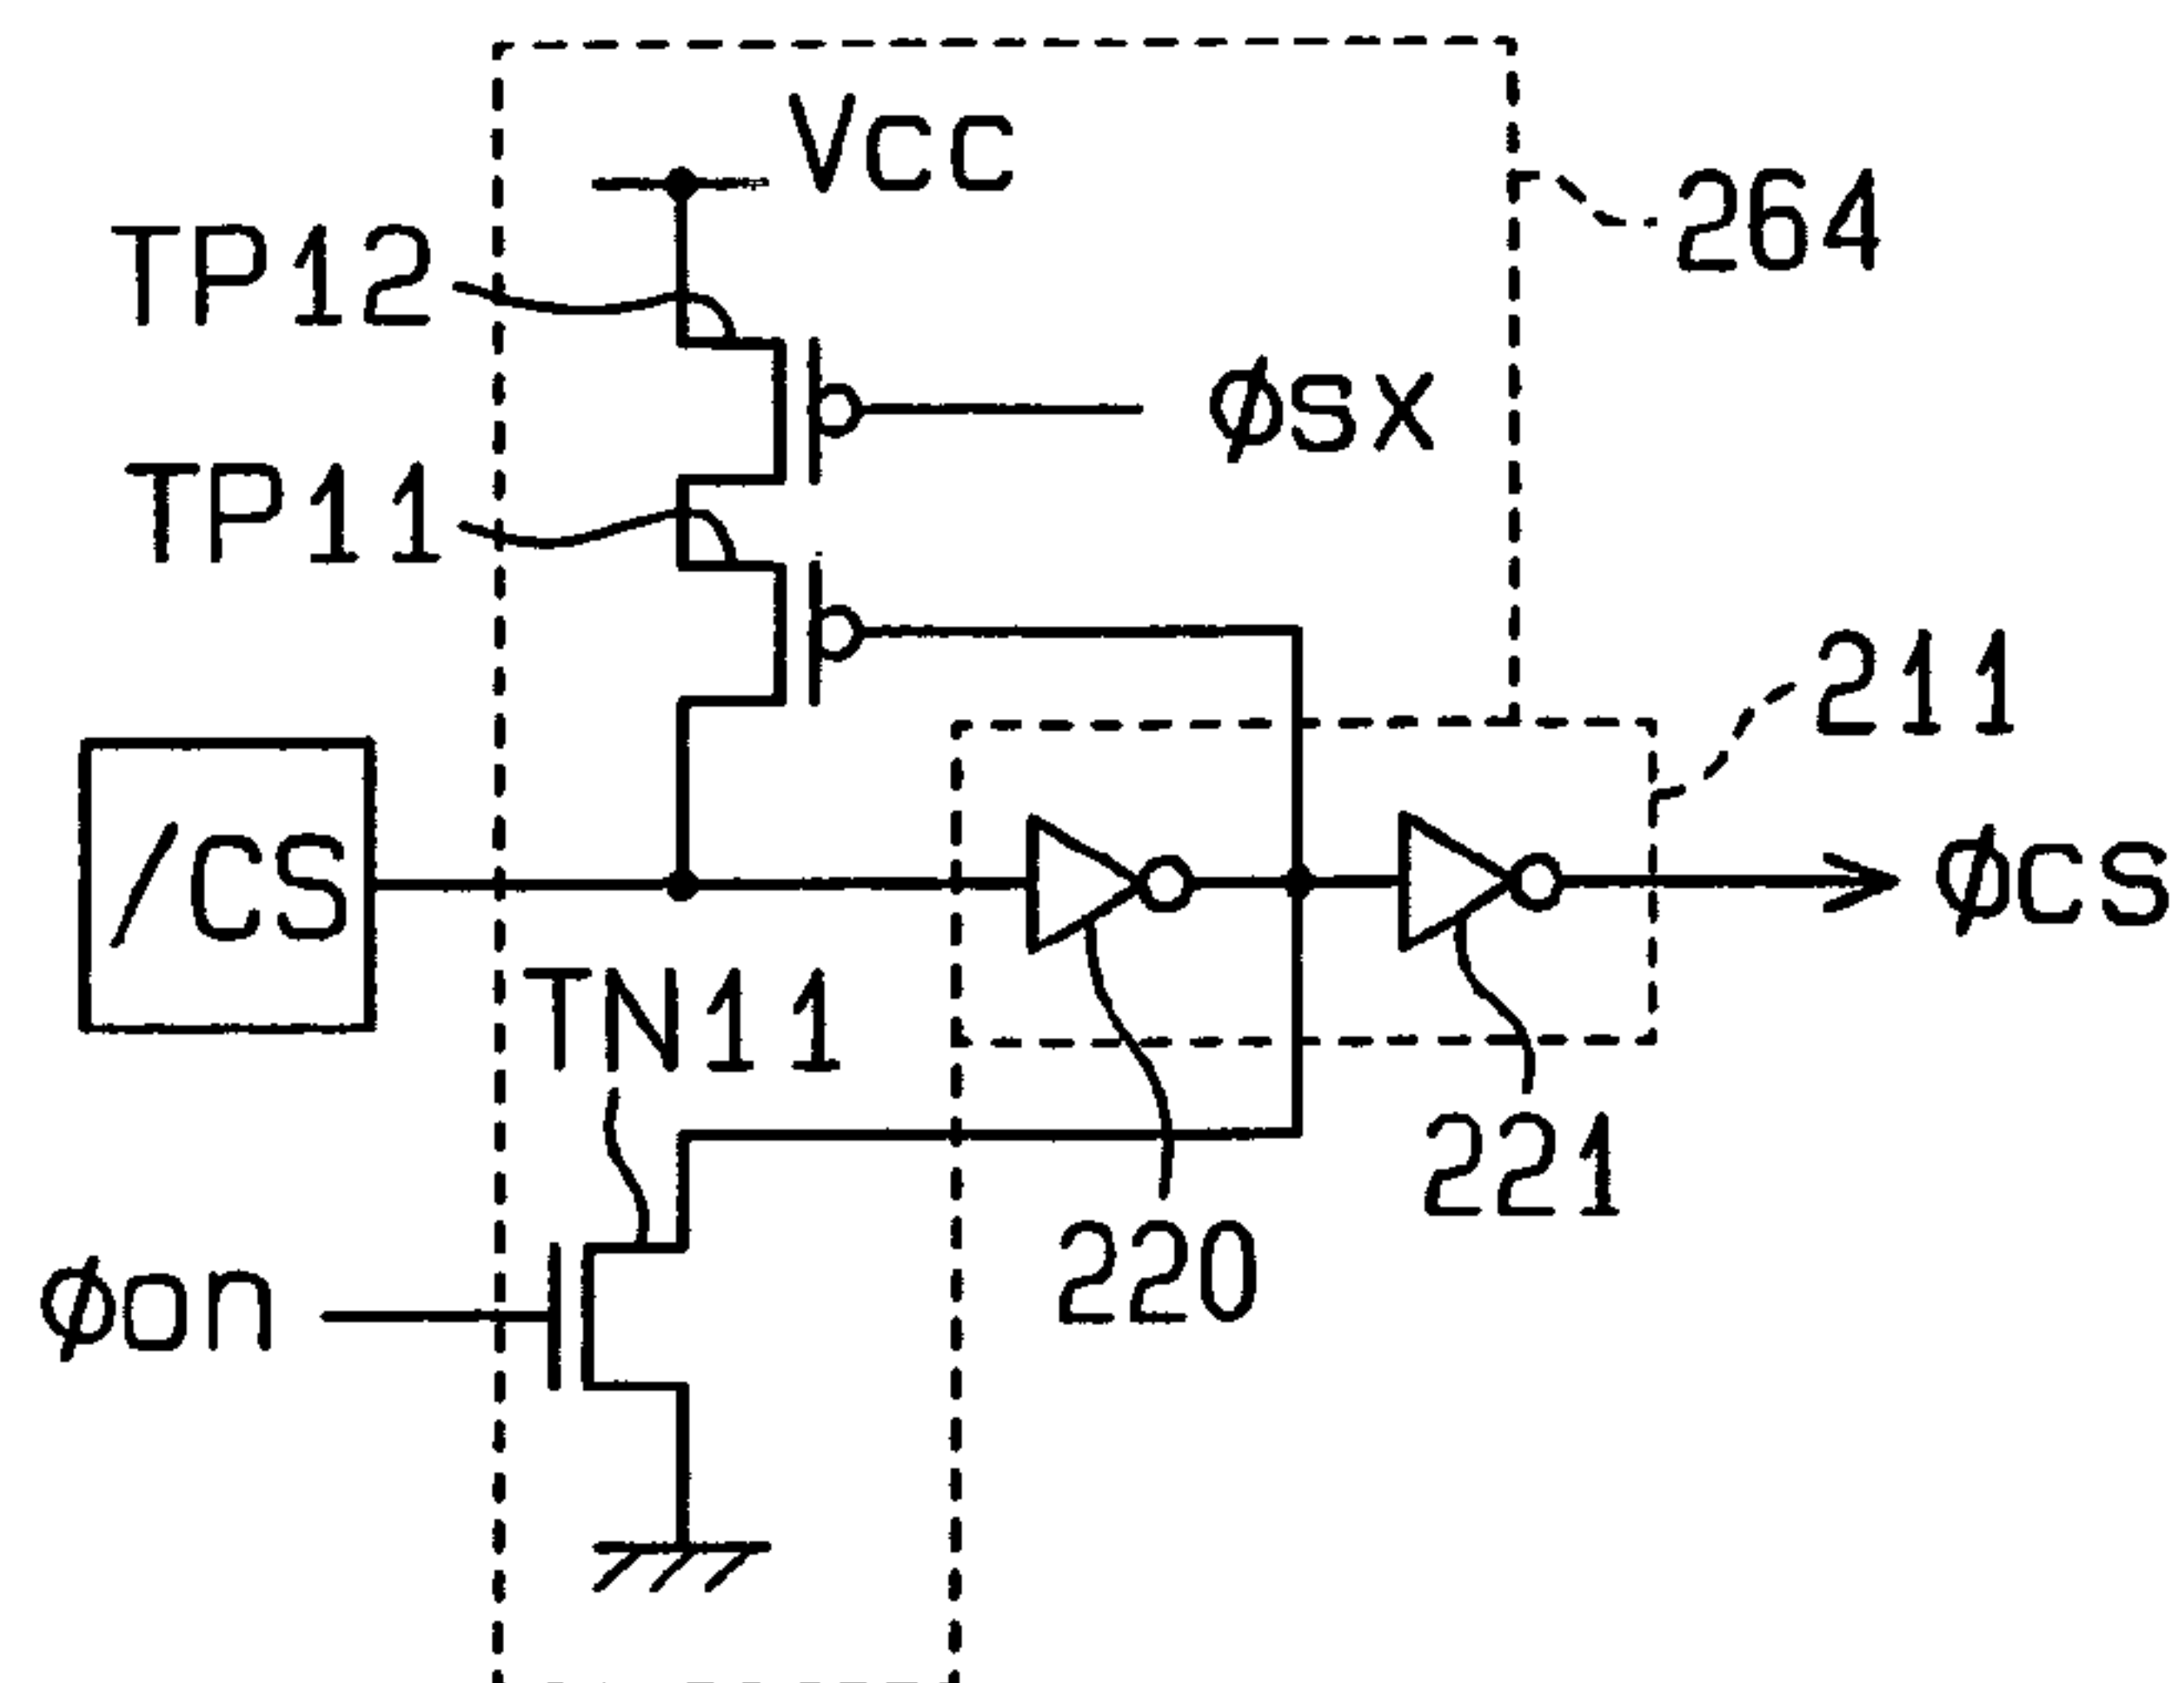 Vcc
264
TP12
φsx
TP11
211
/CS
φcs
TN11
221
220
φon